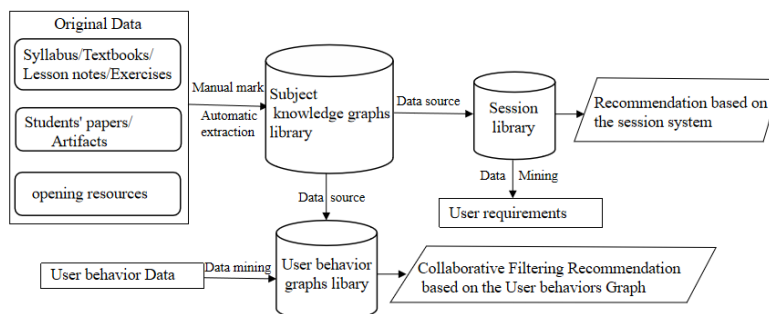 Original Data
Syllabus/Textbooks/
Lesson notes/Exercises
Students' papers/
Artifacts
opening resources
Manual mark
Automatic
extraction
Subject
knowledge graphs
library
Data source
Session
library
Recommendation based on
the session system
Data Mining
User requirements
Data source
User behavior Data
Data mining
User behavior
graphs libary
Collaborative Filtering Recommendation
based on the User behaviors Graph